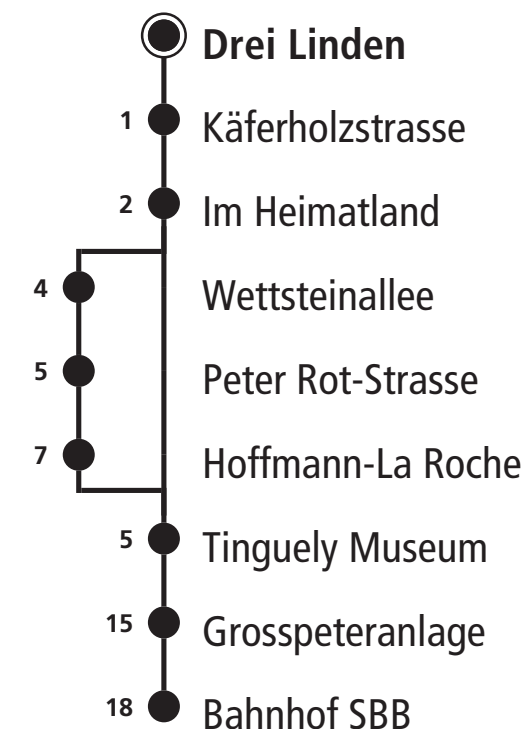 Drei Linden
1 Käferholzstrasse
2 Im Heimatland
4 Wettsteinallee
5 Peter Rot-Strasse
7 Hoffmann-La Roche
5 Tinguely Museum
15 Grosspeteranlage
18 Bahnhof SBB